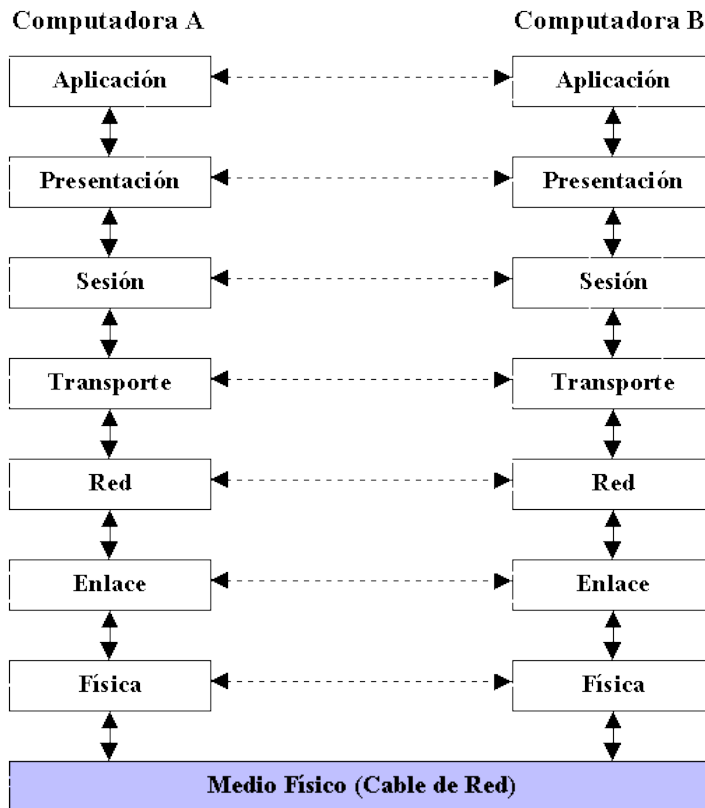 Computadora A
Computadora B
Aplicación
Aplicación
Presentación
Presentación
Sesión
Sesión
Transporte
Transporte
Red
Red
Enlace
Enlace
Física
Física
Medio Físico (Cable de Red)